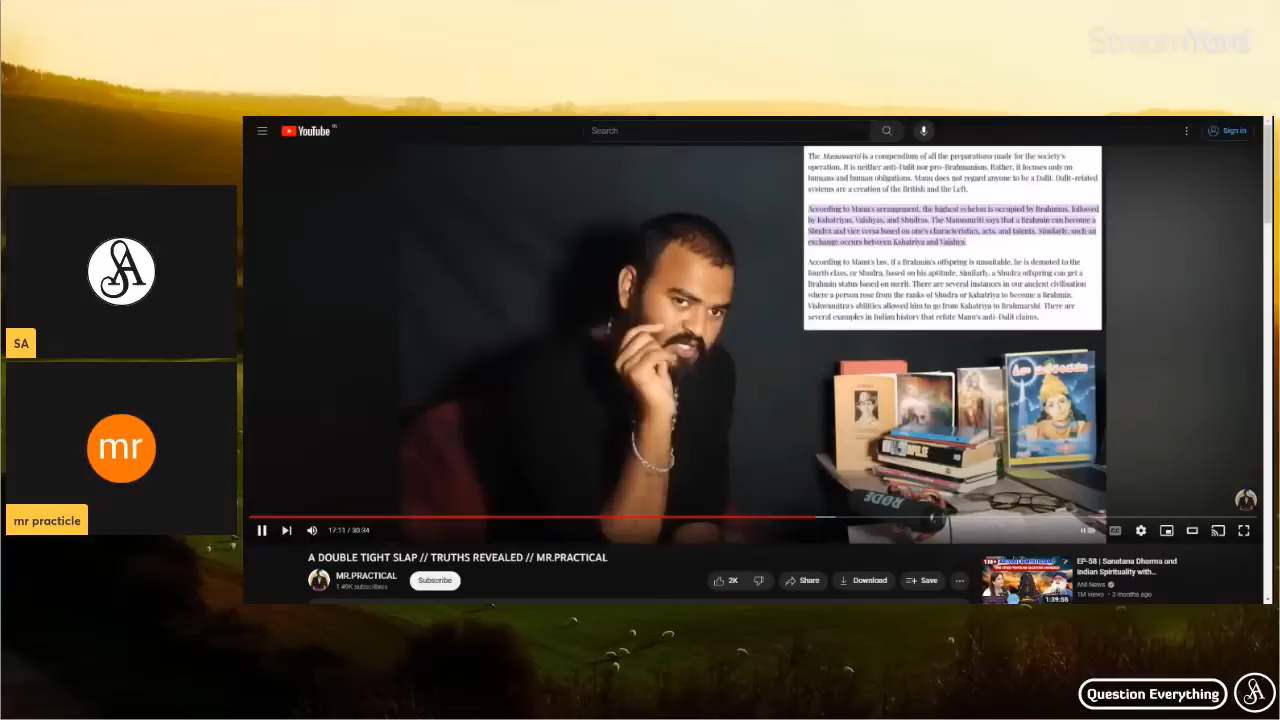 StreamYard
YouTube
IN
Search
Sign in
The Manusmriti is a compendium of all the preparations made for the society's
operation. It is neither anti-Dalit nor pro-Brahmanism. Rather, it focuses only on
humans and human obligations. Manu does not regard anyone to be a Dalit. Dalit-related
systems are a creation of the British and the Left.
According to Manu's arrangement, the highest echelon is occupied by Brahmins, followed
by Kshatriyas, Vaishyas, and Shudras. The Manusmriti says that a Brahmin can become a
Shudra and vice versa based on one's characteristics, acts, and talents. Similarly, such an
exchange occurs between Kshatriya and Vaisiya.
According to Manu's law, if a Brahmin's offspring is unsuitable, he is demoted to the
fourth class, or Shudra, based on his aptitude. Similarly, a Shudra offspring can get a
Brahmin status based on merit. There are several instances in our ancient civilisation
where a person rose from the ranks of Shudra or Kshatriya to become a Brahmin.
Vishwamitra's abilities allowed him to go from Kshatriya to Brahmarshi. There are
several examples in Indian history that refute Manu's anti-Dalit claims.
SA
SA
mr
mr practicle
RØDE
17:11 / 30:34
A DOUBLE TIGHT SLAP // TRUTHS REVEALED // MR.PRACTICAL
MR.PRACTICAL
1.49K subscribers
Subscribe
2K
Share
Download
Save
EP-58 | Sanatana Dharma and
Indian Spirituality with...
ANI News
1M views • 3 months ago
1:39:55
Question Everything